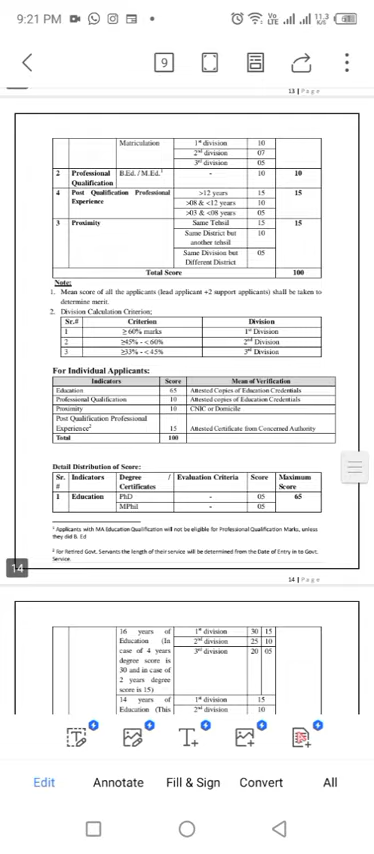 9:21 PM
Vo LTE
11.3 K/S
9
13 | Page
Matriculation 1st division 10
2nd division 07
3rd division 05
2 Professional Qualification B.Ed. / M.Ed.1 - 10 10
4 Post Qualification Professional Experience >12 years 15 15
>08 & <12 years 10
>03 & <08 years 05
3 Proximity Same Tehsil 15 15
Same District but another tehsil 10
Same Division but Different District 05
Total Score 100
Note:
1. Mean score of all the applicants (lead applicant +2 support applicants) shall be taken to
determine merit.
2. Division Calculation Criterion;
Sr.# Criterion Division
1 ≥ 60% marks 1st Division
2 ≥45% - < 60% 2nd Division
3 ≥33% - < 45% 3rd Division
For Individual Applicants:
Indicators Score Mean of Verification
Education 65 Attested Copies of Education Credentials
Professional Qualification 10 Attested copies of Education Credentials
Proximity 10 CNIC or Domicile
Post Qualification Professional
Experience2 15 Attested Certificate from Concerned Authority
Total 100
Detail Distribution of Score:
Sr. # Indicators Degree / Certificates Evaluation Criteria Score Maximum Score
1 Education PhD - 05 65
MPhil - 05
1 Applicants with MA Education Qualification will not be eligible for Professional Qualification Marks, unless
they did B. Ed
2 for Retired Govt. Servants the length of their service will be determined from the Date of Entry in to Govt.
Service.
14
14 | Page
16 years of 1st division 30 15
Education (In 2nd division 25 10
case of 4 years 3rd division 20 05
degree score is
30 and in case of
2 years degree
score is 15)
14 years of 1st division 15
Education (This 2nd division 10
Edit Annotate Fill & Sign Convert All